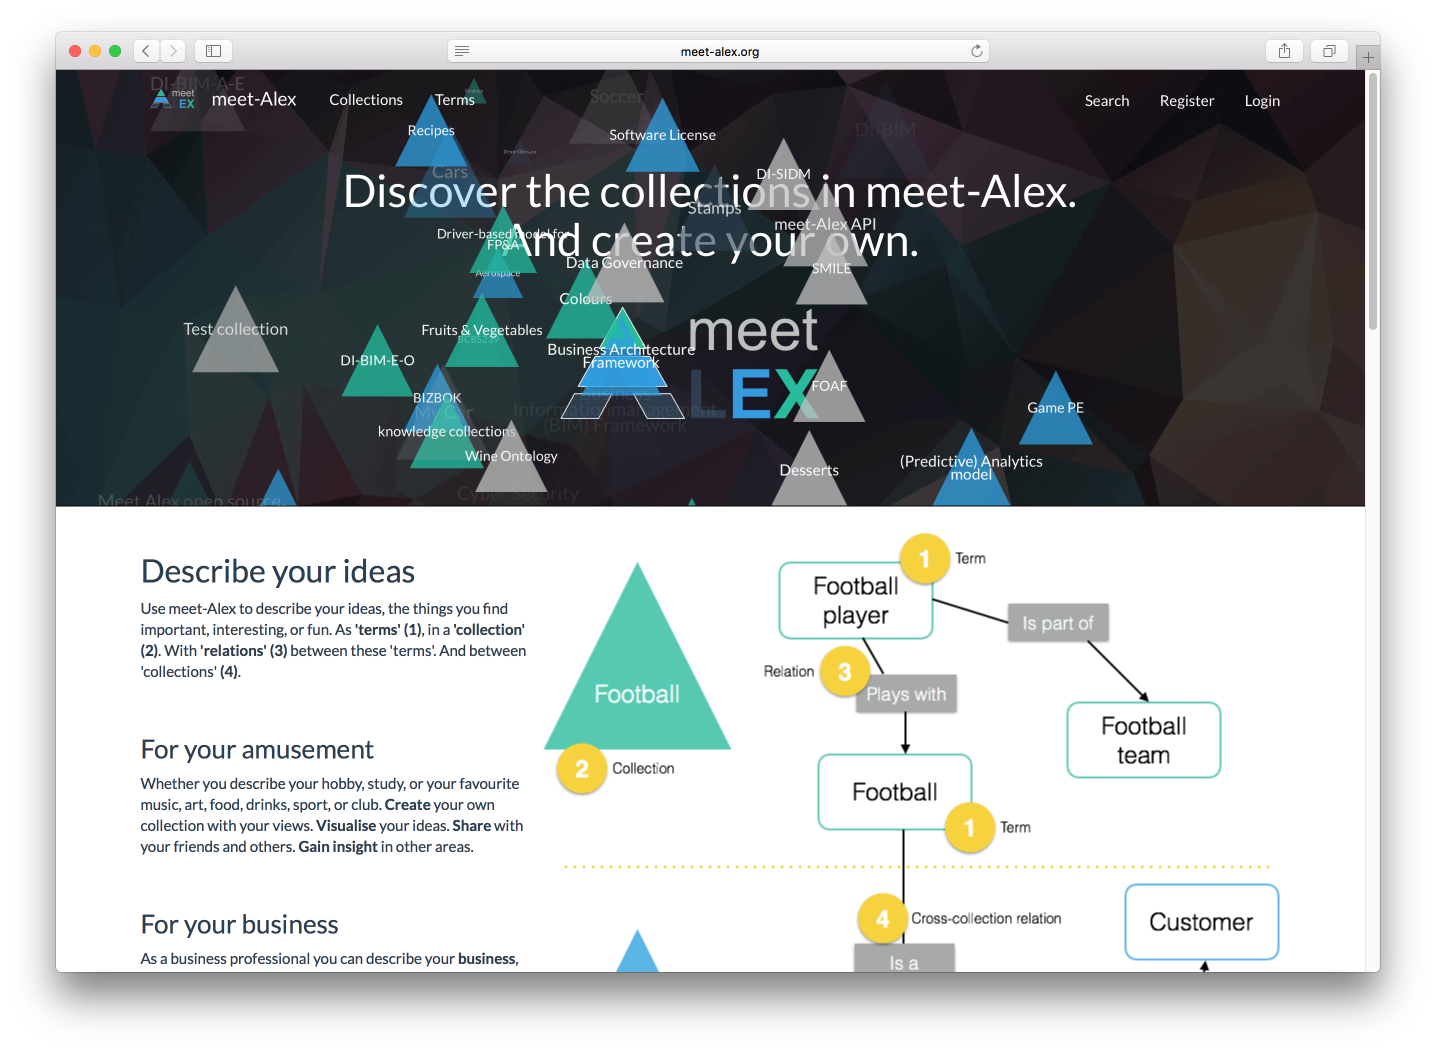 meet-alex.org
DI-BIM-A-E
meet
EX
meet-Alex
Collections
Terms
Search
Register
Login
Soccer
Recipes
Software License
DI-BIM
Demo Glossary
Cars
DI-SIDM
Discover the collections in meet-Alex.
And create your own.
Stamps
meet-Alex API
Driver-based model for
FP&A
Data Governance
SMILE
Aerospace
Colours
Test collection
Fruits & Vegetables
BCBS239
meet
LEX
DI-BIM-E-O
Business Architecture
Framework
FOAF
BIZBOK
My Car
Business
Informationmanagement
(BIM) Framework
Game PE
knowledge collections
Wine Ontology
Desserts
(Predictive) Analytics
model
Cyber Security
Meet Alex open source
Describe your ideas
Use meet-Alex to describe your ideas, the things you find
important, interesting, or fun. As 'terms' (1), in a 'collection'
(2). With 'relations' (3) between these 'terms'. And between
'collections' (4).
For your amusement
Whether you describe your hobby, study, or your favourite
music, art, food, drinks, sport, or club. Create your own
collection with your views. Visualise your ideas. Share with
your friends and others. Gain insight in other areas.
For your business
As a business professional you can describe your business,
Football
2
Collection
1
Term
Football
player
Is part of
Relation
3
Plays with
Football
team
Football
1
Term
4
Cross-collection relation
Is a
Customer